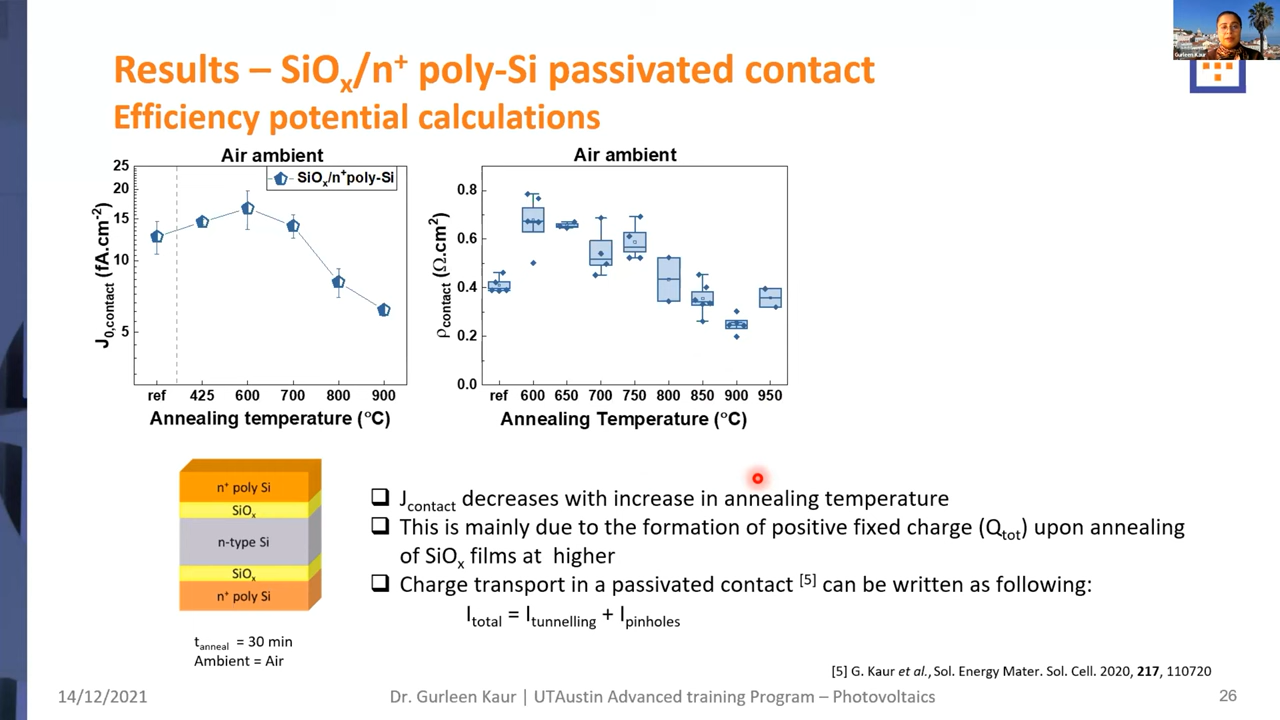 Gurleen Kaur
Results – SiOx/n+ poly-Si passivated contact
Efficiency potential calculations
Air ambient
SiOx/n+poly-Si
J0,contact (fA.cm-2)
25
20
15
10
5
ref 425 600 700 800 900
Annealing temperature (°C)
Air ambient
ρcontact (Ω.cm2)
0.8
0.6
0.4
0.2
0.0
ref 600 650 700 750 800 850 900 950
Annealing Temperature (°C)
n+ poly Si
SiOx
n-type Si
SiOx
n+ poly Si
tanneal = 30 min
Ambient = Air
❑ Jcontact decreases with increase in annealing temperature
❑ This is mainly due to the formation of positive fixed charge (Qtot) upon annealing
of SiOx films at higher
❑ Charge transport in a passivated contact [5] can be written as following:
Itotal = Itunnelling + Ipinholes
[5] G. Kaur et al., Sol. Energy Mater. Sol. Cell. 2020, 217, 110720
14/12/2021
Dr. Gurleen Kaur | UTAustin Advanced training Program – Photovoltaics
26